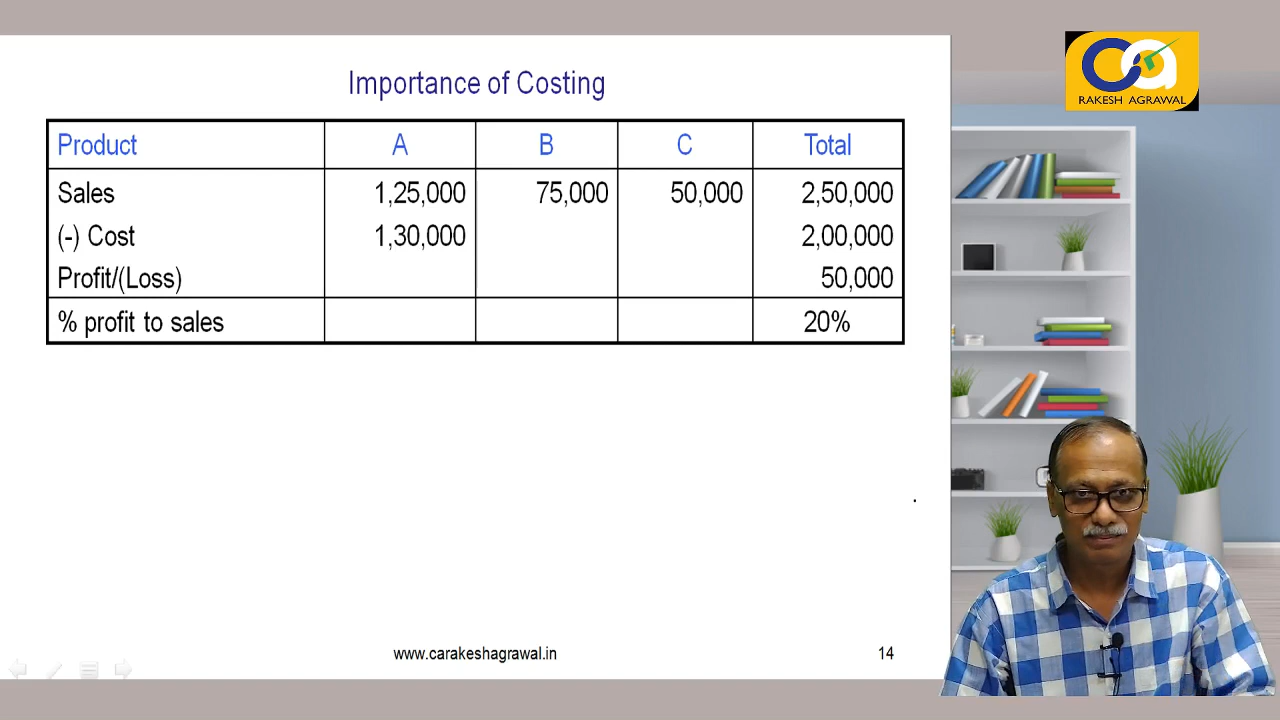 Importance of Costing
Product A B C Total
Sales 1,25,000 75,000 50,000 2,50,000
(-) Cost 1,30,000 2,00,000
Profit/(Loss) 50,000
% profit to sales 20%
www.carakeshagrawal.in 14
ca
RAKESH AGRAWAL